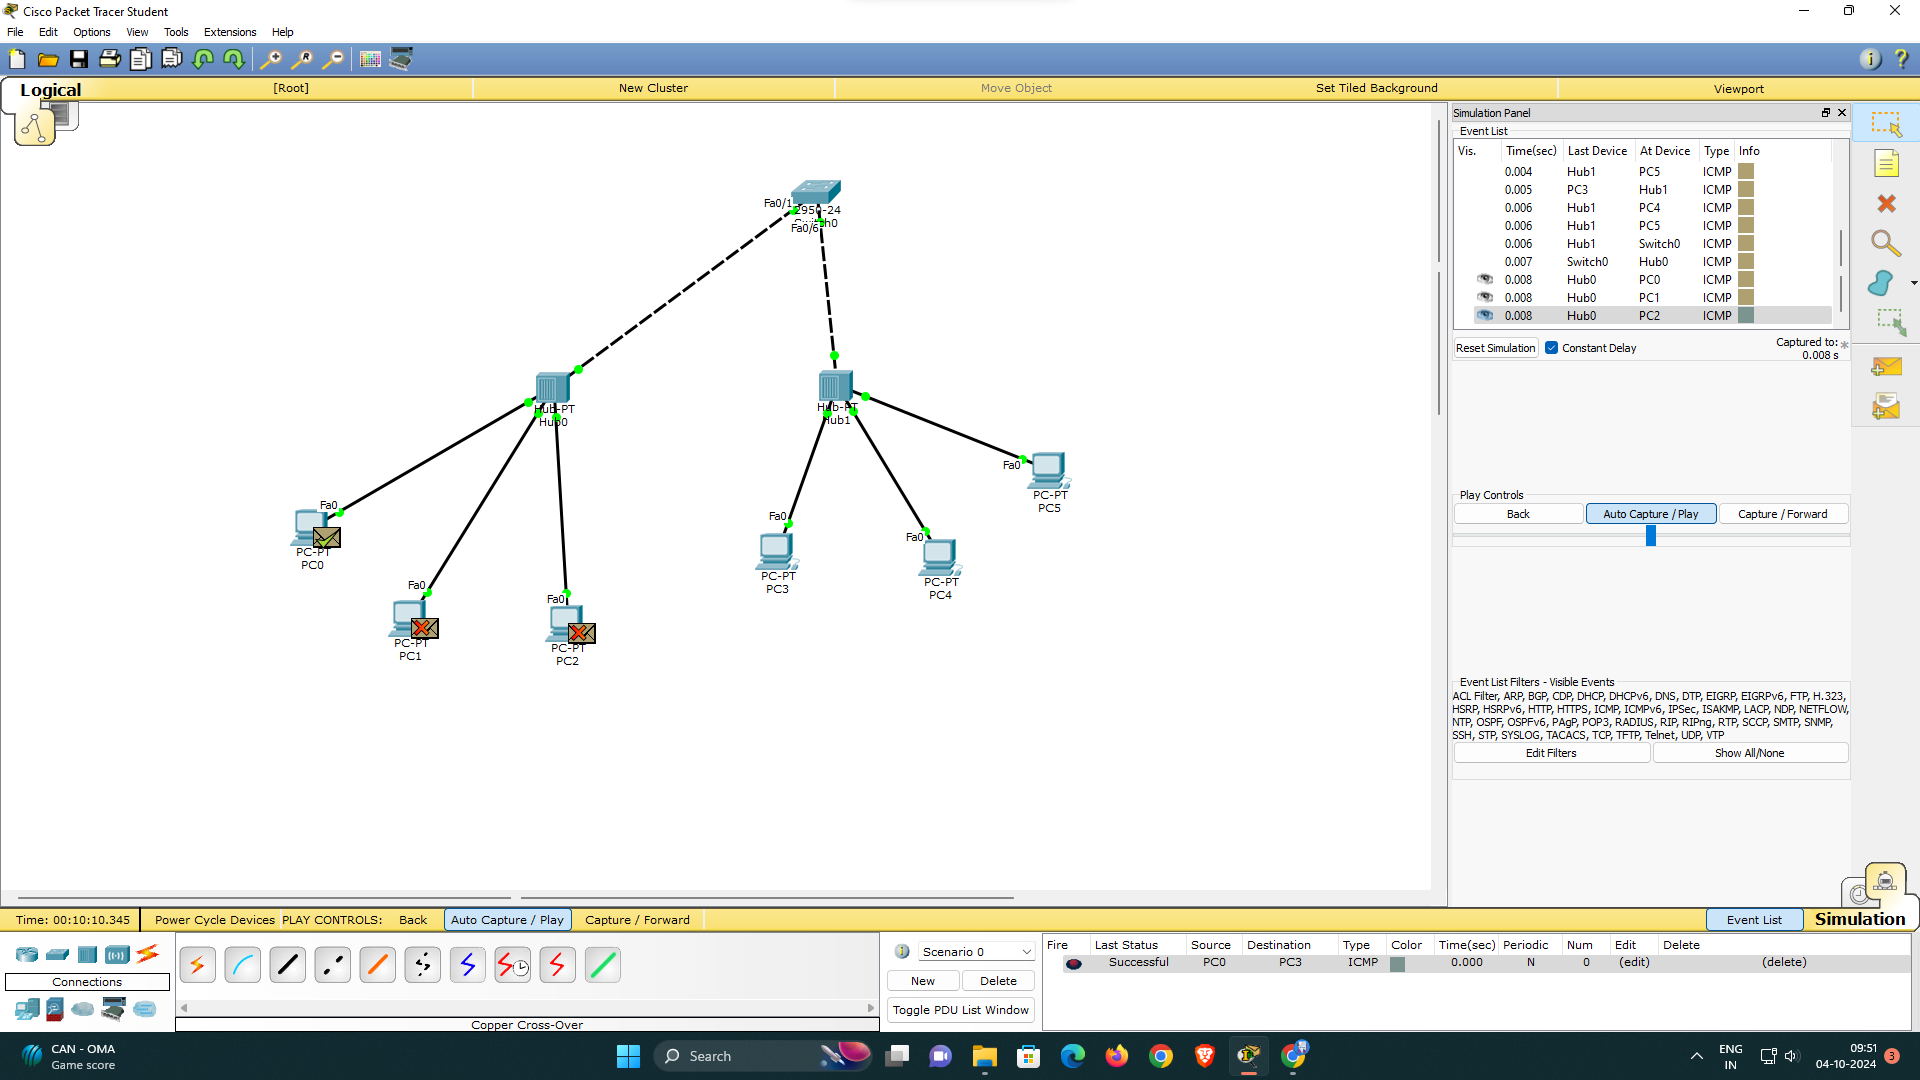 Cisco Packet Tracer Student
File Edit Options View Tools Extensions Help
Logical [Root] New Cluster Move Object Set Tiled Background Viewport
Fa0/1
2950-24
Fa0/6
Hub-PT
Hub0
Hub-PT
Hub1
Fa0
PC-PT
PC5
Fa0
PC-PT
PC0
Fa0
PC-PT
PC3
Fa0
PC-PT
PC4
Fa0
PC-PT
PC1
Fa0
PC-PT
PC2
Simulation Panel
Event List
Vis. Time(sec) Last Device At Device Type Info
0.004 Hub1 PC5 ICMP
0.005 PC3 Hub1 ICMP
0.006 Hub1 PC4 ICMP
0.006 Hub1 PC5 ICMP
0.006 Hub1 Switch0 ICMP
0.007 Switch0 Hub0 ICMP
0.008 Hub0 PC0 ICMP
0.008 Hub0 PC1 ICMP
0.008 Hub0 PC2 ICMP
Reset Simulation Constant Delay Captured to: *
0.008 s
Play Controls
Back Auto Capture / Play Capture / Forward
Event List Filters - Visible Events
ACL Filter, ARP, BGP, CDP, DHCP, DHCPv6, DNS, DTP, EIGRP, EIGRPv6, FTP, H.323,
HSRP, HSRPv6, HTTP, HTTPS, ICMP, ICMPv6, IPSec, ISAKMP, LACP, NDP, NETFLOW,
NTP, OSPF, OSPFv6, PAgP, POP3, RADIUS, RIP, RIPng, RTP, SCCP, SMTP, SNMP,
SSH, STP, SYSLOG, TACACS, TCP, TFTP, Telnet, UDP, VTP
Edit Filters Show All/None
Time: 00:10:10.345 Power Cycle Devices PLAY CONTROLS: Back Auto Capture / Play Capture / Forward Event List Simulation
Connections
Copper Cross-Over
Scenario 0
New Delete
Toggle PDU List Window
Fire Last Status Source Destination Type Color Time(sec) Periodic Num Edit Delete
Successful PC0 PC3 ICMP 0.000 N 0 (edit) (delete)
CAN - OMA
Game score
Search
ENG
IN
09:51
04-10-2024
3